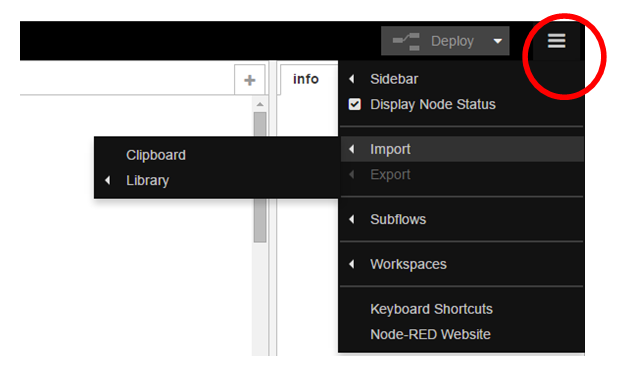 Deploy
info
Sidebar
Display Node Status
Import
Export
Clipboard
Library
Subflows
Workspaces
Keyboard Shortcuts
Node-RED Website